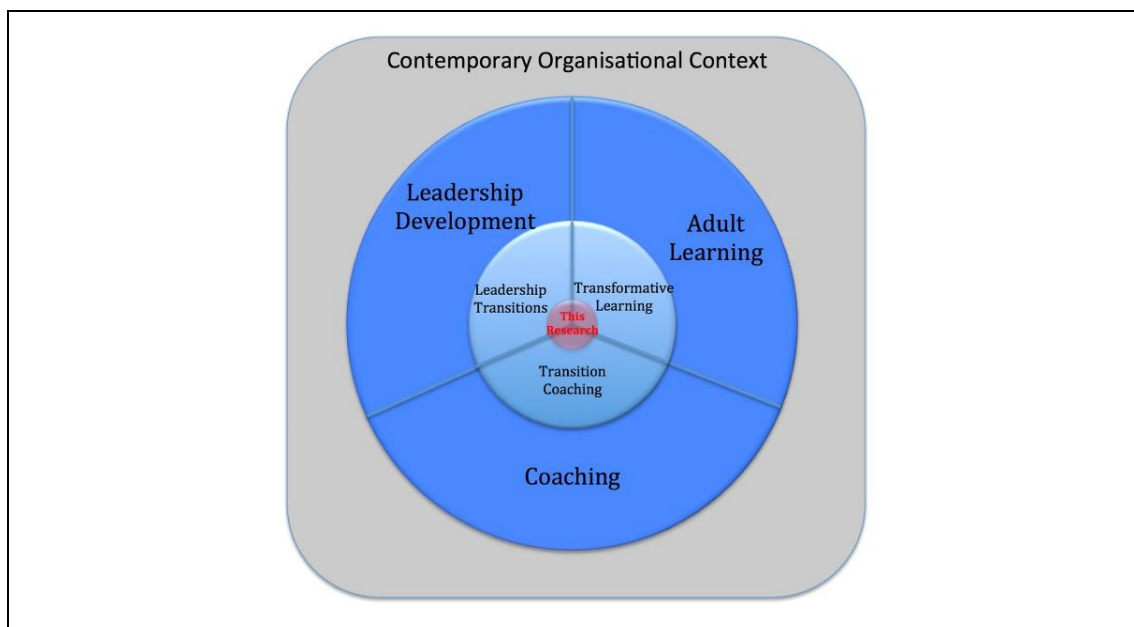 Contemporary Organisational Context
Leadership
Development
Adult
Learning
Leadership
Transitions
Transformative
Learning
This
Research
Transition
Coaching
Coaching